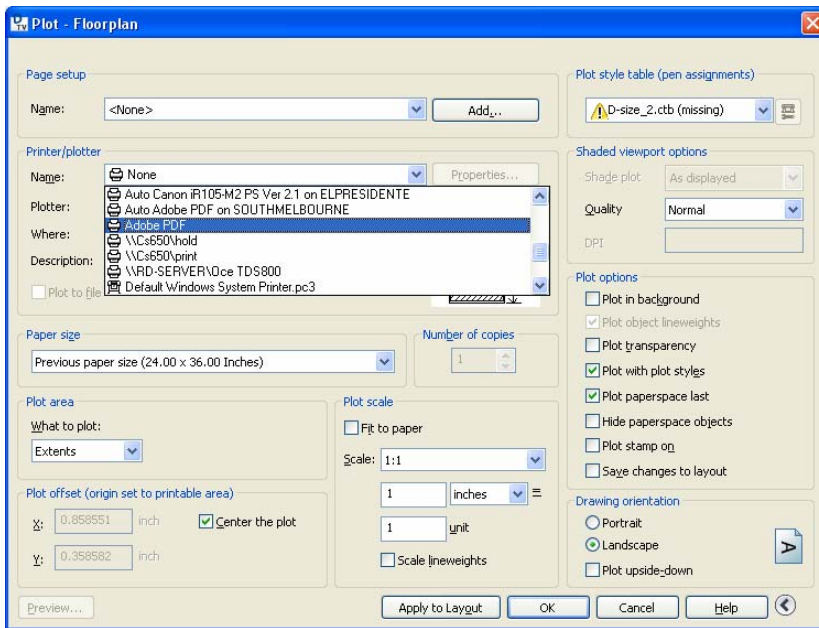 Plot - Floorplan
Page setup
Name: <None> Add...
Plot style table (pen assignments)
D-size_2.ctb (missing)
Printer/plotter
Name: None Properties...
Auto Canon iR105-M2 PS Ver 2.1 on ELPRESIDENTE
Auto Adobe PDF on SOUTHMELBOURNE
Adobe PDF
\\Cs650\hold
\\Cs650\print
\\RD-SERVER\Oce TDS800
Default Windows System Printer.pc3
Plotter:
Where:
Description:
Plot to file
Shaded viewport options
Shade plot As displayed
Quality Normal
DPI
Paper size
Previous paper size (24.00 x 36.00 Inches)
Number of copies
1
Plot options
Plot in background
Plot object lineweights
Plot transparency
Plot with plot styles
Plot paperspace last
Hide paperspace objects
Plot stamp on
Save changes to layout
Plot area
What to plot:
Extents
Plot scale
Fit to paper
Scale: 1:1
1 inches =
1 unit
Scale lineweights
Plot offset (origin set to printable area)
X: 0.858551 inch Center the plot
Y: 0.358582 inch
Drawing orientation
Portrait
Landscape
Plot upside-down
A
Preview... Apply to Layout OK Cancel Help